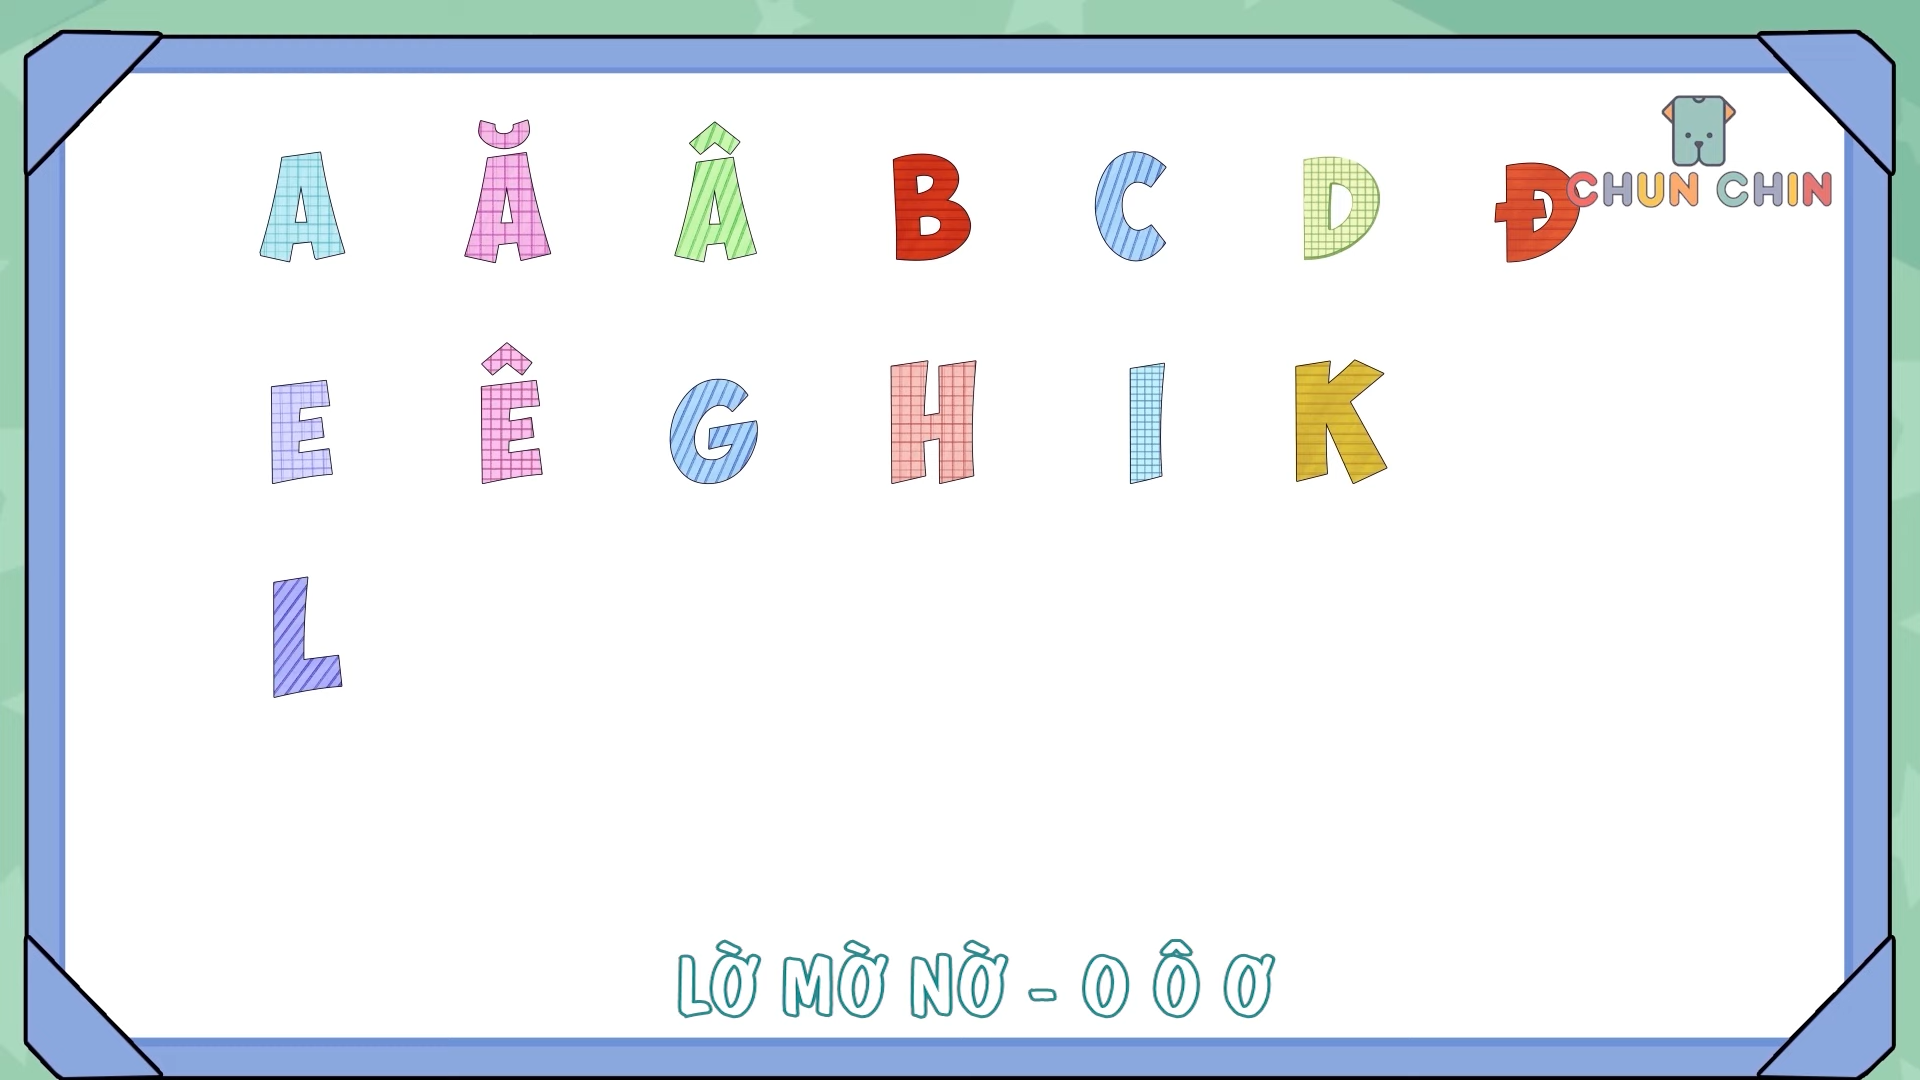 A Ă Â B C D Đ
CHUN CHIN
E Ê G H I K
L
LỜ MỜ NỜ - O Ô Ơ